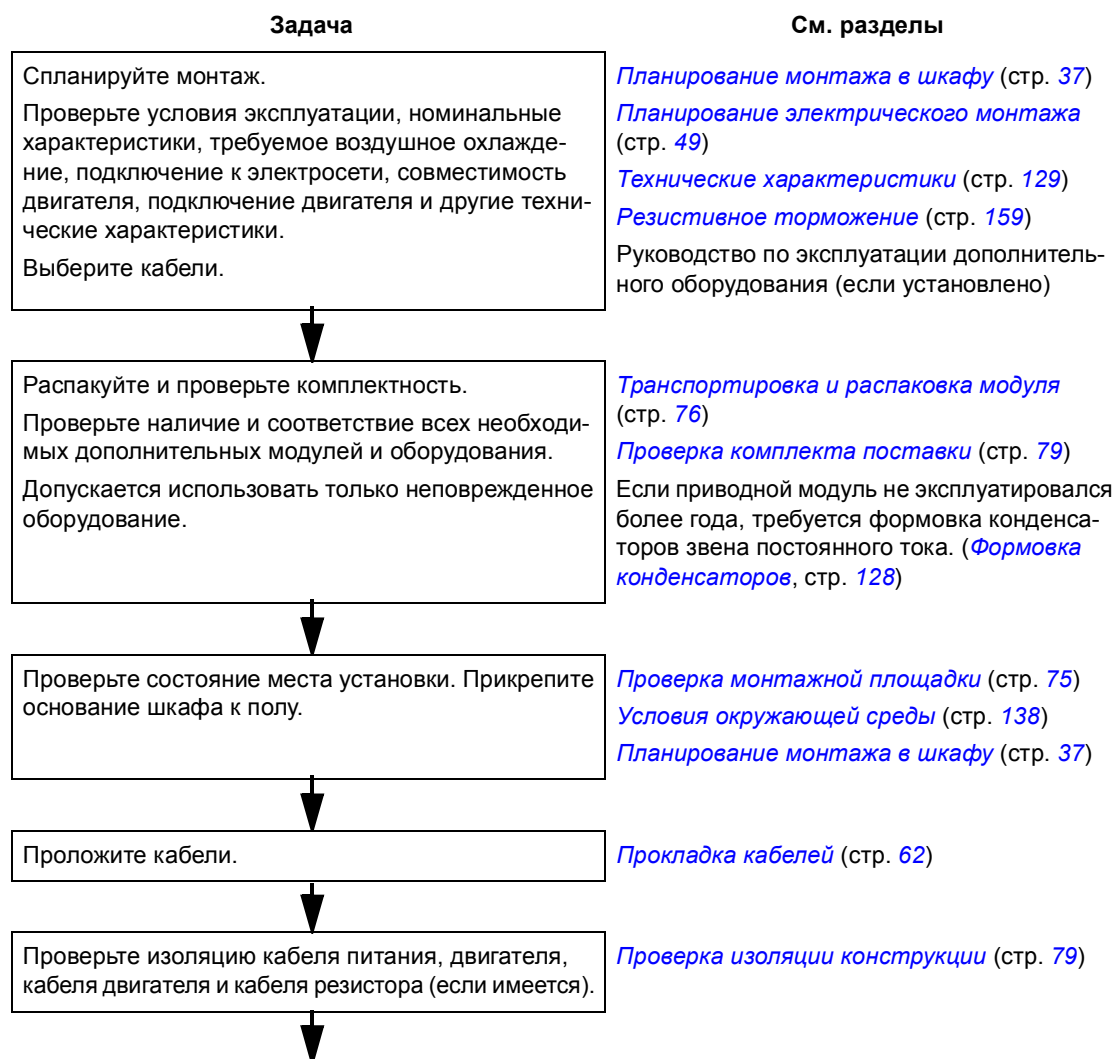 Задача
См. разделы
Спланируйте монтаж.
Проверьте условия эксплуатации, номинальные
характеристики, требуемое воздушное охлажде-
ние, подключение к электросети, совместимость
двигателя, подключение двигателя и другие техни-
ческие характеристики.
Выберите кабели.
Планирование монтажа в шкафу (стр. 37)
Планирование электрического монтажа
(стр. 49)
Технические характеристики (стр. 129)
Резистивное торможение (стр. 159)
Руководство по эксплуатации дополнитель-
ного оборудования (если установлено)
Распакуйте и проверьте комплектность.
Проверьте наличие и соответствие всех необходи-
мых дополнительных модулей и оборудования.
Допускается использовать только неповрежденное
оборудование.
Транспортировка и распаковка модуля
(стр. 76)
Проверка комплекта поставки (стр. 79)
Если приводной модуль не эксплуатировался
более года, требуется формовка конденса-
торов звена постоянного тока. (Формовка
конденсаторов, стр. 128)
Проверьте состояние места установки. Прикрепите
основание шкафа к полу.
Проверка монтажной площадки (стр. 75)
Условия окружающей среды (стр. 138)
Планирование монтажа в шкафу (стр. 37)
Проложите кабели.
Прокладка кабелей (стр. 62)
Проверьте изоляцию кабеля питания, двигателя,
кабеля двигателя и кабеля резистора (если имеется).
Проверка изоляции конструкции (стр. 79)